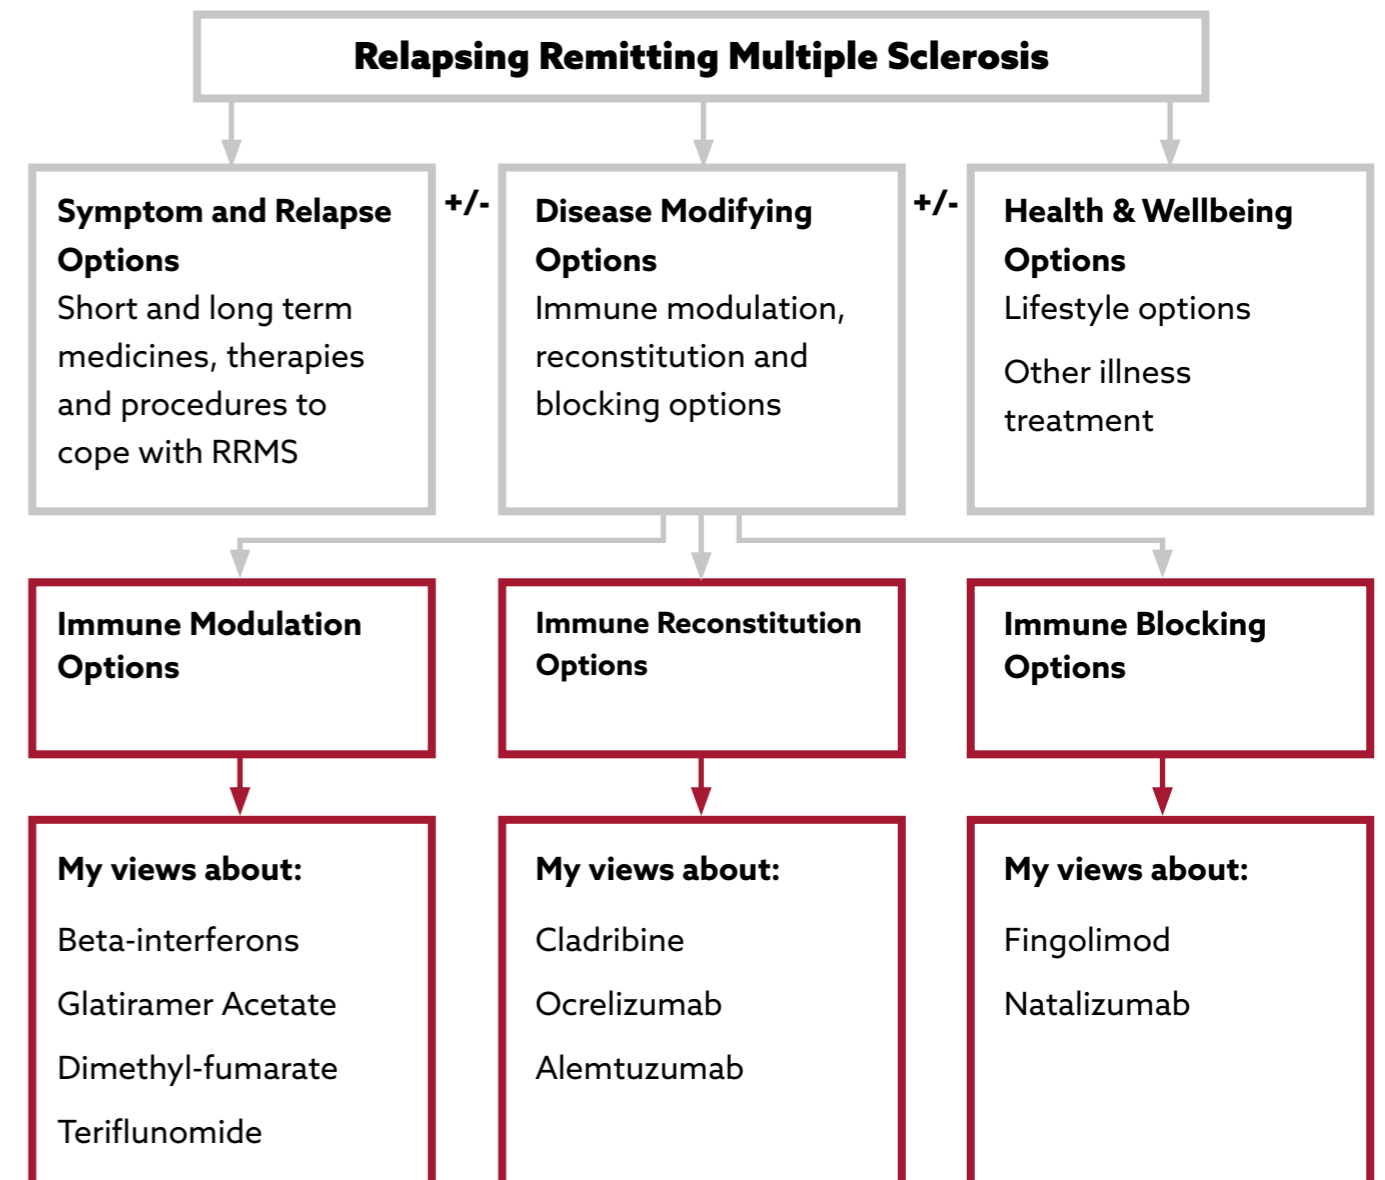 Relapsing Remitting Multiple Sclerosis
Symptom and Relapse
Options
Short and long term
medicines, therapies
and procedures to
cope with RRMS
+/-
Disease Modifying
Options
Immune modulation,
reconstitution and
blocking options
+/-
Health & Wellbeing
Options
Lifestyle options
Other illness
treatment
Immune Modulation
Options
Immune Reconstitution
Options
Immune Blocking
Options
My views about:
Beta-interferons
Glatiramer Acetate
Dimethyl-fumarate
Teriflunomide
My views about:
Cladribine
Ocrelizumab
Alemtuzumab
My views about:
Fingolimod
Natalizumab